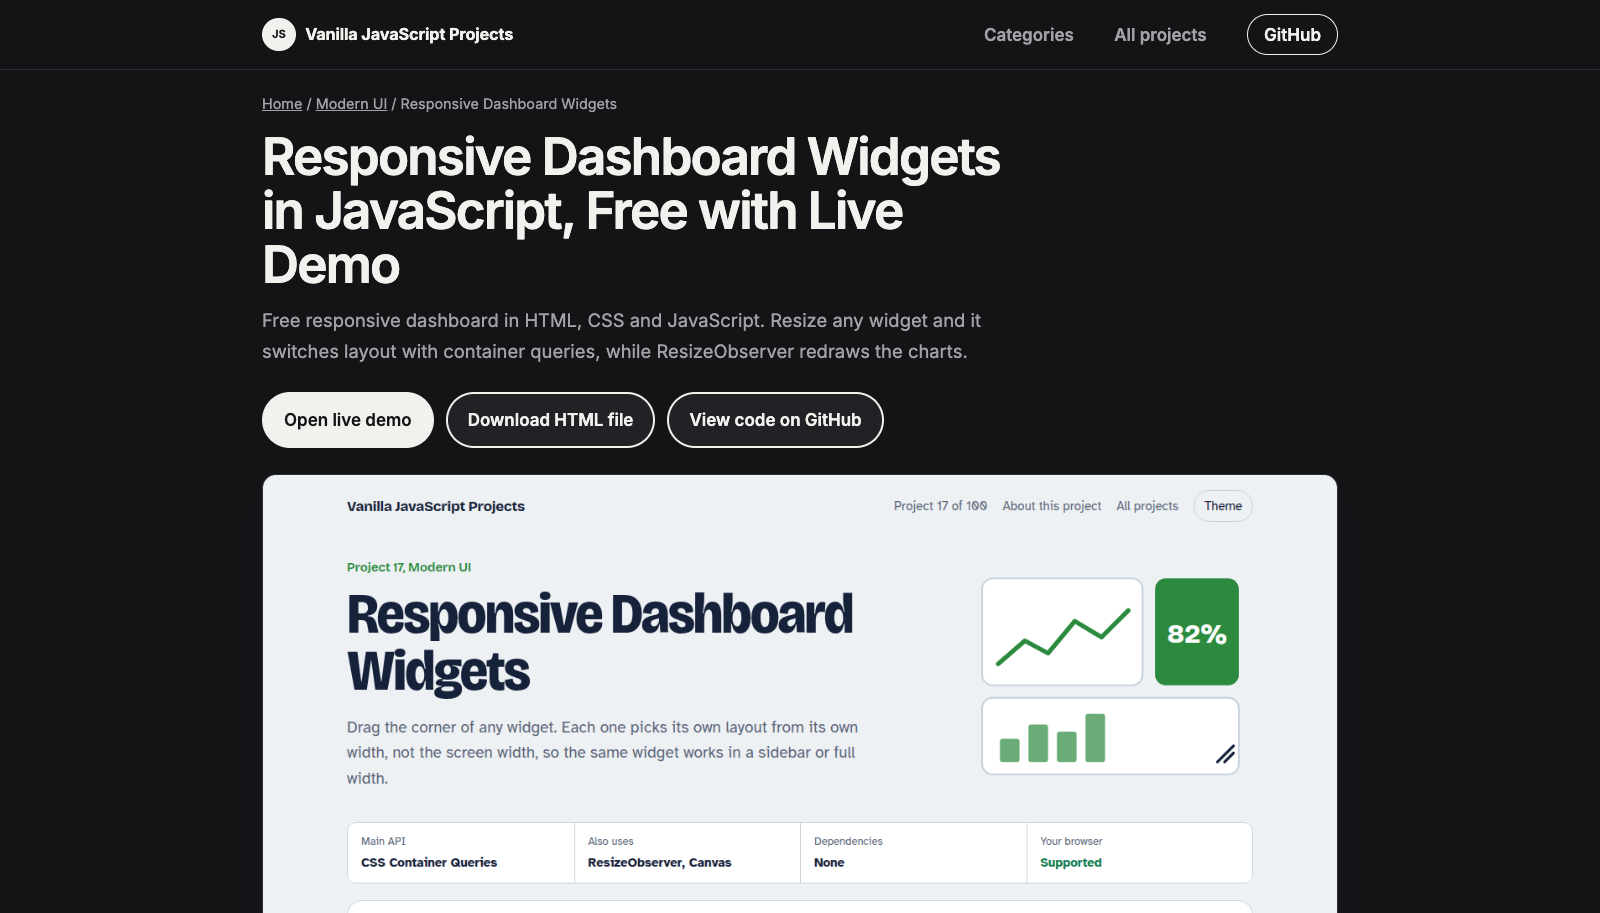 JS
Vanilla JavaScript Projects
Categories
All projects
GitHub
Home / Modern UI / Responsive Dashboard Widgets
Responsive Dashboard Widgets
in JavaScript, Free with Live
Demo
Free responsive dashboard in HTML, CSS and JavaScript. Resize any widget and it
switches layout with container queries, while ResizeObserver redraws the charts.
Open live demo
Download HTML file
View code on GitHub
Vanilla JavaScript Projects
Project 17 of 100
About this project
All projects
Theme
Project 17, Modern UI
Responsive Dashboard
Widgets
Drag the corner of any widget. Each one picks its own layout from its own
width, not the screen width, so the same widget works in a sidebar or full
width.
82%
Main API
CSS Container Queries
Also uses
ResizeObserver, Canvas
Dependencies
None
Your browser
Supported